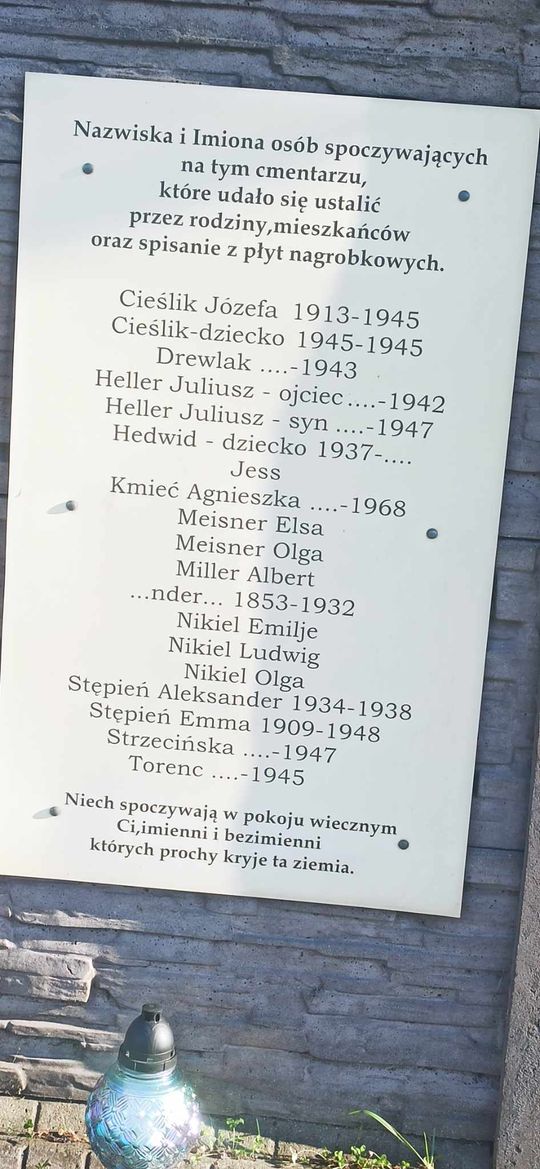 Nazwiska i Imiona osób spoczywających
na tym cmentarzu,
które udało się ustalić
przez rodziny,mieszkańców
oraz spisanie z płyt nagrobkowych.
Cieślik Józefa 1913-1945
Cieślik-dziecko 1945-1945
Drewlak ....-1943
Heller Juliusz - ojciec....-1942
Heller Juliusz - syn ....-1947
Hedwid - dziecko 1937-....
Jess
Kmieć Agnieszka ....-1968
Meisner Elsa
Meisner Olga
Miller Albert
...nder... 1853-1932
Nikiel Emilje
Nikiel Ludwig
Nikiel Olga
Stępień Aleksander 1934-1938
Stępień Emma 1909-1948
Strzecińska ....-1947
Torenc ....-1945
Niech spoczywają w pokoju wiecznym
Ci,imienni i bezimienni
których prochy kryje ta ziemia.